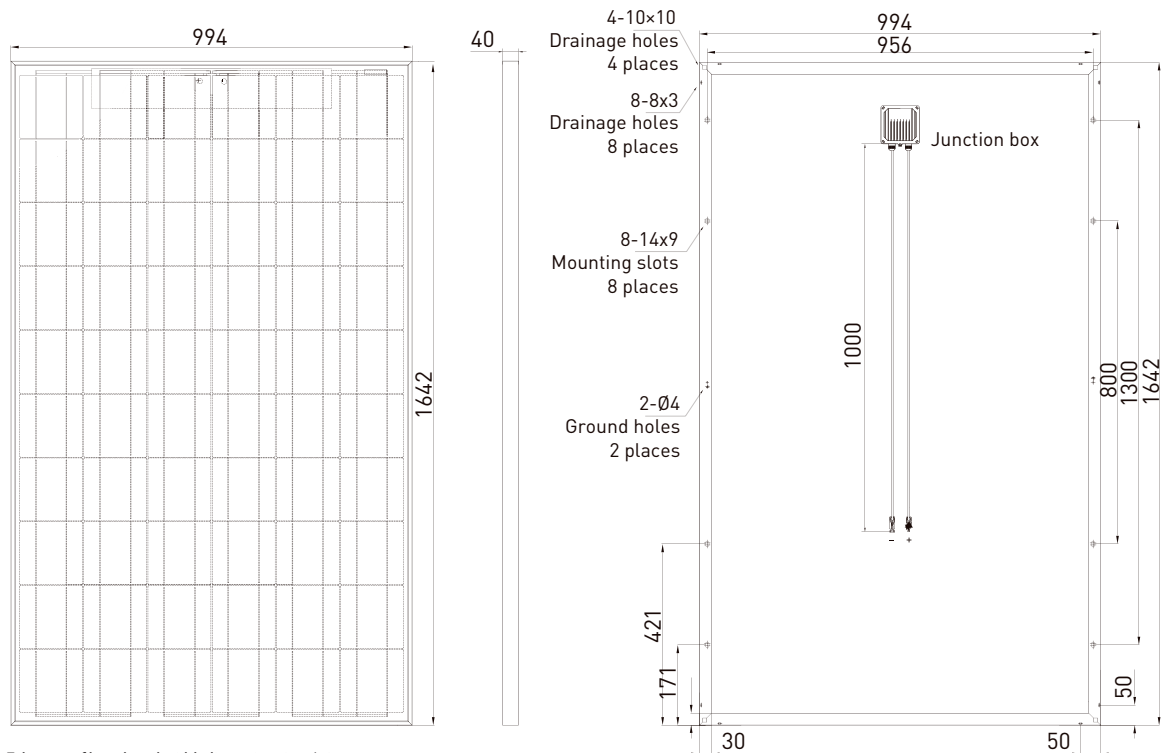 994
40
4-10×10
Drainage holes
4 places
994
956
8-8x3
Drainage holes
8 places
Junction box
8-14x9
Mounting slots
8 places
1000
1642
800
1300
1642
2-Ø4
Ground holes
2 places
421
171
50
30
50
+
-
− +